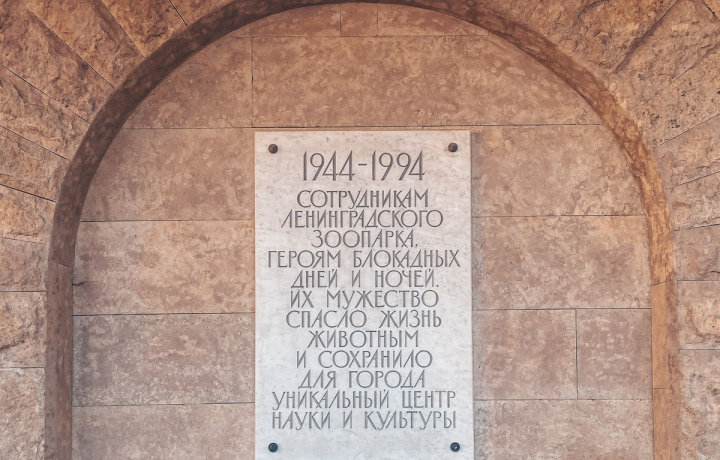 1944-1994
СОТРУДНИКАМ
ЛЕНИНГРАДСКОГО
ЗООПАРКА,
ГЕРОЯМ БЛОКАДНЫХ
ДНЕЙ И НОЧЕЙ.
ИХ МУЖЕСТВО
СПАСЛО ЖИЗНЬ
ЖИВОТНЫМ
И СОХРАНИЛО
ДЛЯ ГОРОДА
УНИКАЛЬНЫЙ ЦЕНТР
НАУКИ И КУЛЬТУРЫ